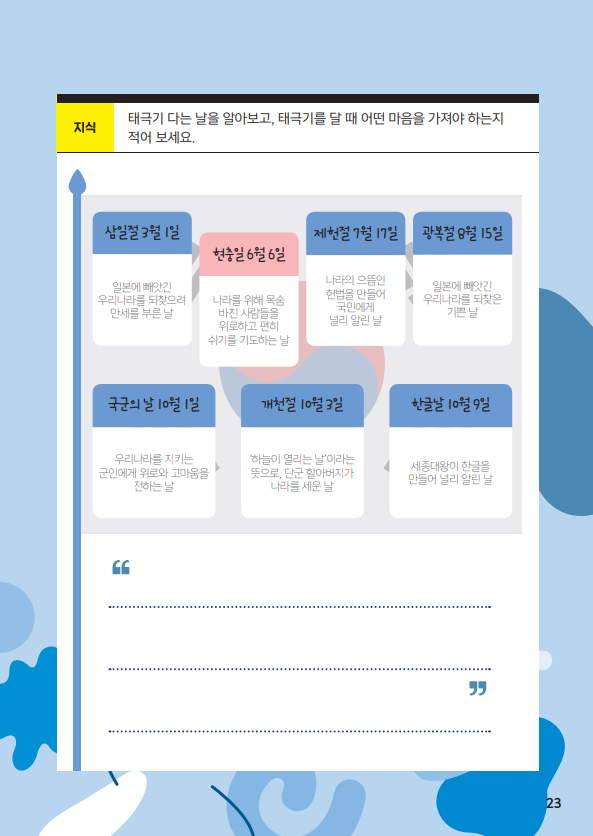 지식
태극기 다는 날을 알아보고, 태극기를 달 때 어떤 마음을 가져야 하는지
적어 보세요.
삼일절 3월 1일
일본에 빼앗긴
우리나라를 되찾으려
만세를 부른 날
현충일 6월 6일
나라를 위해 목숨
바친 사람들을
위로하고 편히
쉬기를 기도하는 날
제헌절 7월 17일
나라의 으뜸인
헌법을 만들어
국민에게
널리 알린 날
광복절 8월 15일
일본에 빼앗긴
우리나라를 되찾은
기쁜 날
국군의 날 10월 1일
우리나라를 지키는
군인에게 위로와 고마움을
전하는 날
개천절 10월 3일
‘하늘이 열리는 날’이라는
뜻으로, 단군 할아버지가
나라를 세운 날
한글날 10월 9일
세종대왕이 한글을
만들어 널리 알린 날
“
”
23